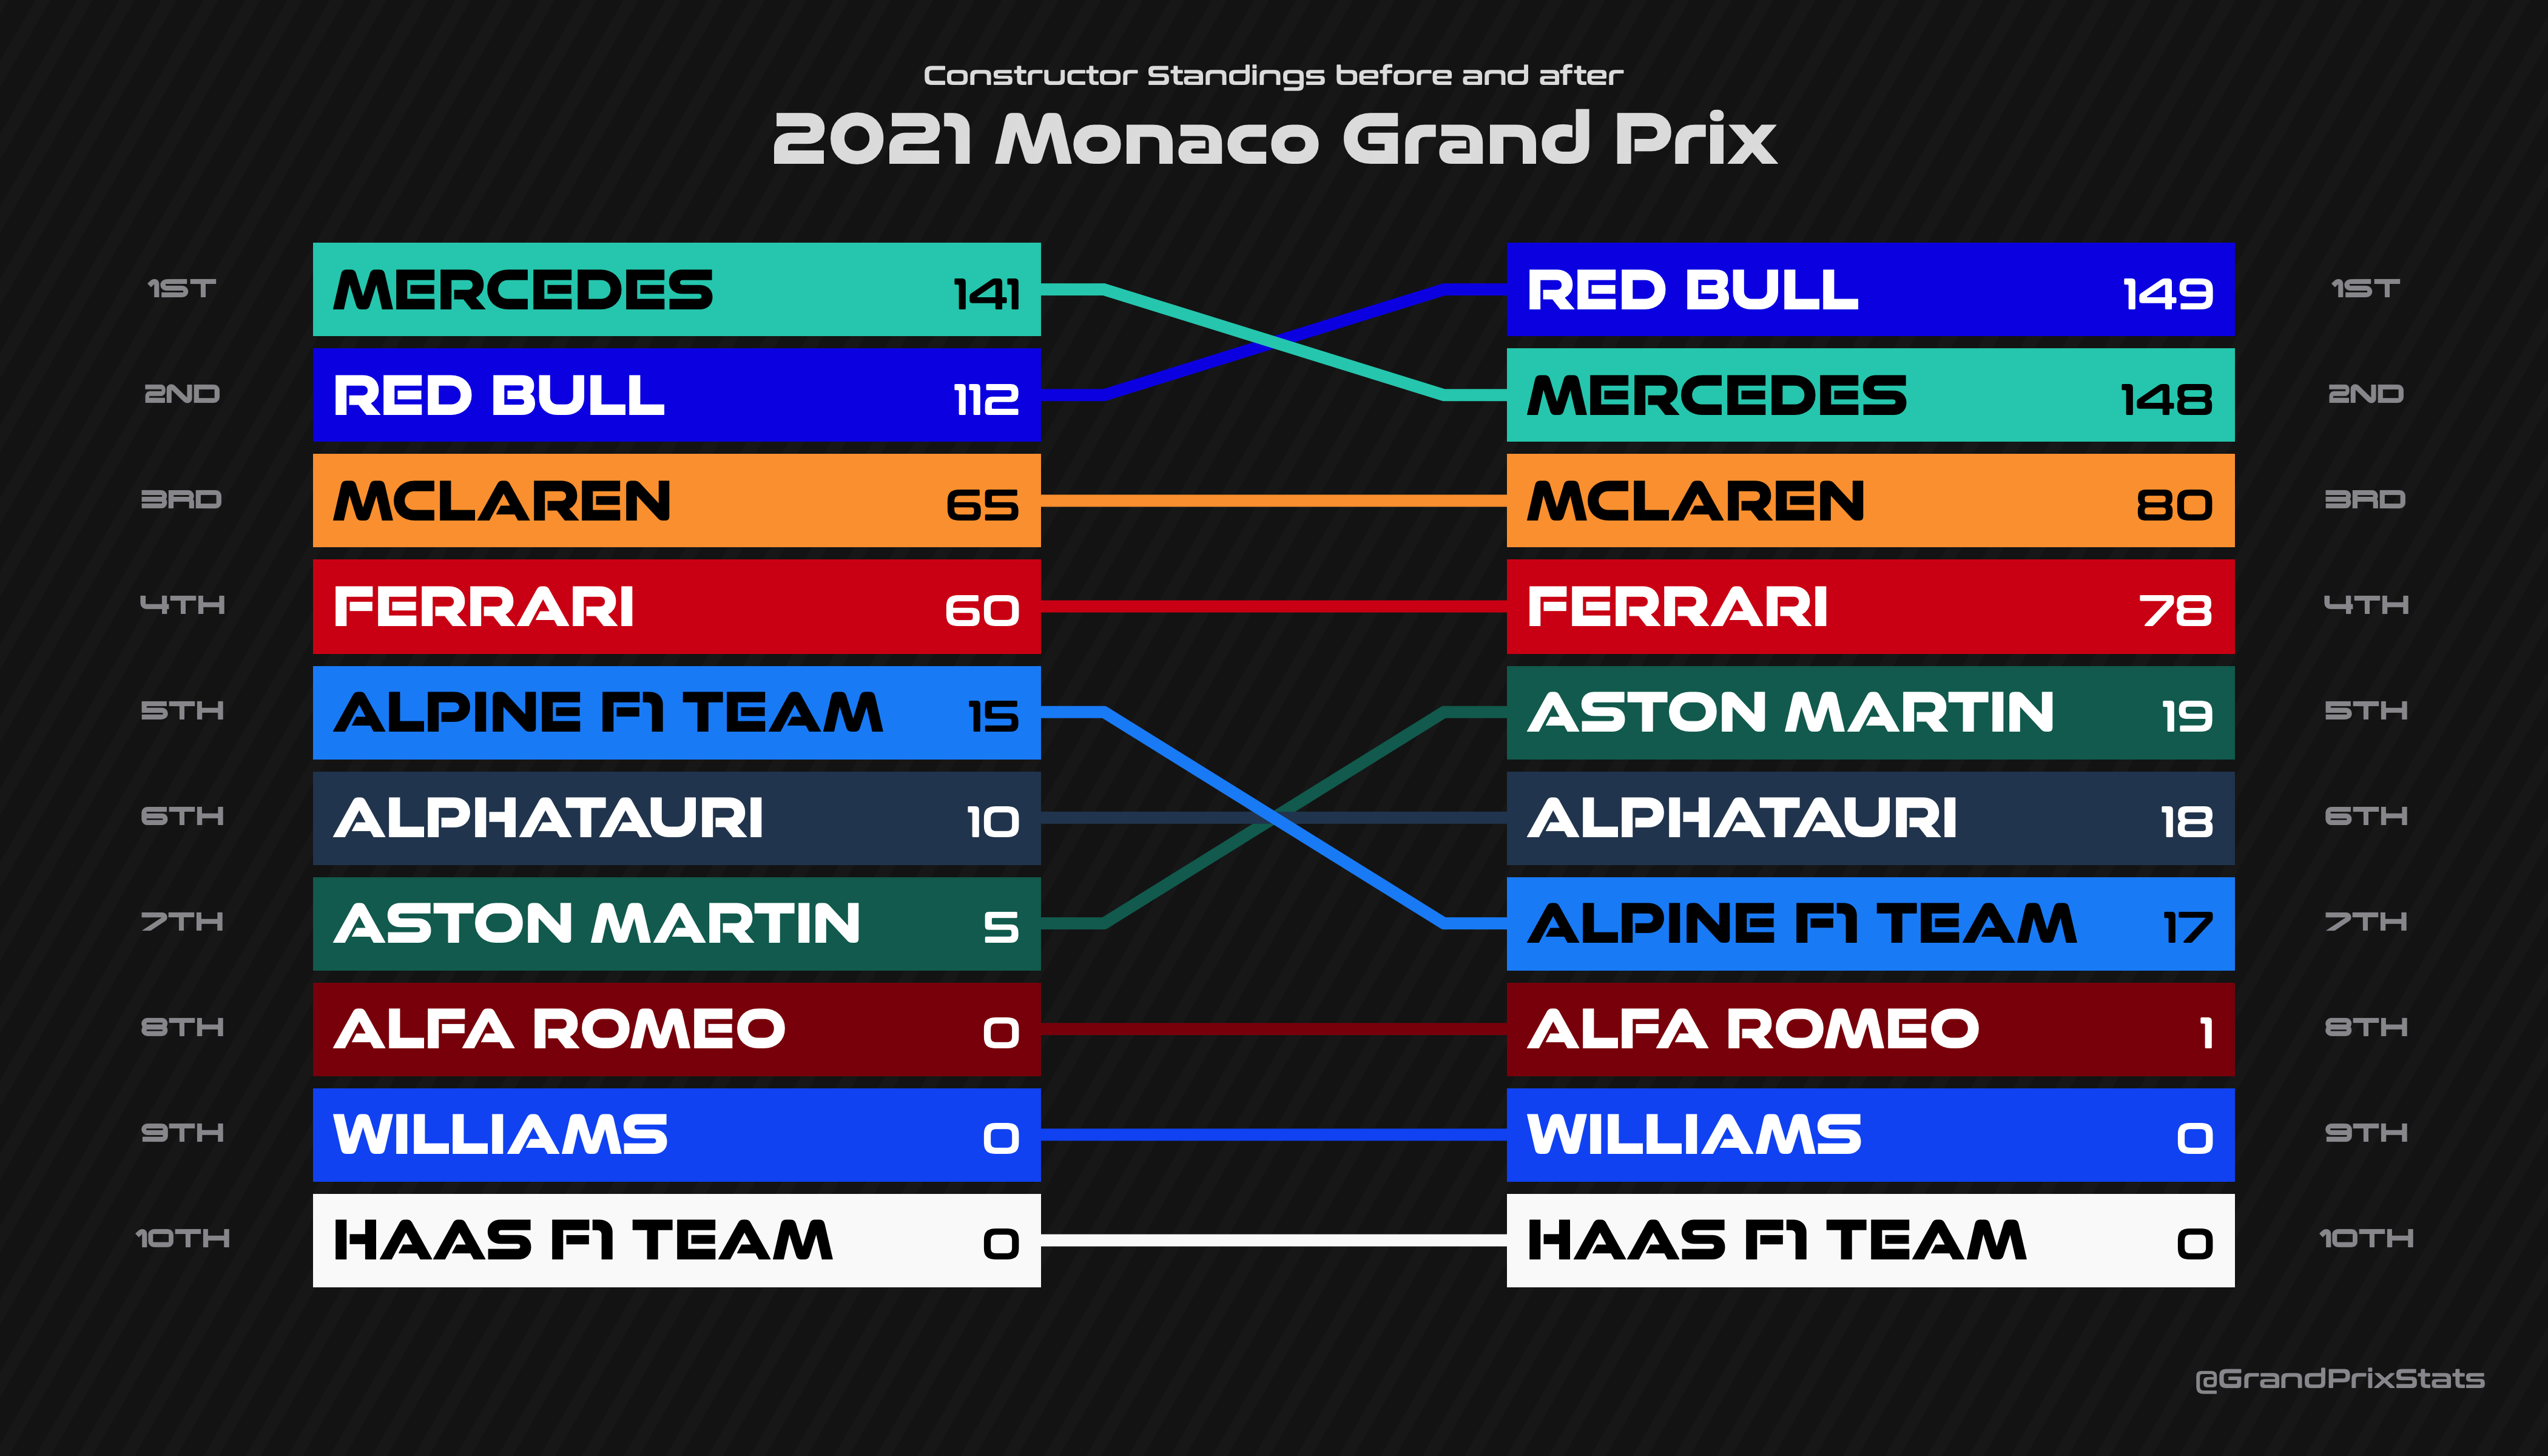 Constructor Standings before and after
2021 Monaco Grand Prix
1ST MERCEDES 141 RED BULL 149 1ST
2ND RED BULL 112 MERCEDES 148 2ND
3RD MCLAREN 65 MCLAREN 80 3RD
4TH FERRARI 60 FERRARI 78 4TH
5TH ALPINE F1 TEAM 15 ASTON MARTIN 19 5TH
6TH ALPHATAURI 10 ALPHATAURI 18 6TH
7TH ASTON MARTIN 5 ALPINE F1 TEAM 17 7TH
8TH ALFA ROMEO 0 ALFA ROMEO 1 8TH
9TH WILLIAMS 0 WILLIAMS 0 9TH
10TH HAAS F1 TEAM 0 HAAS F1 TEAM 0 10TH
@GrandPrixStats